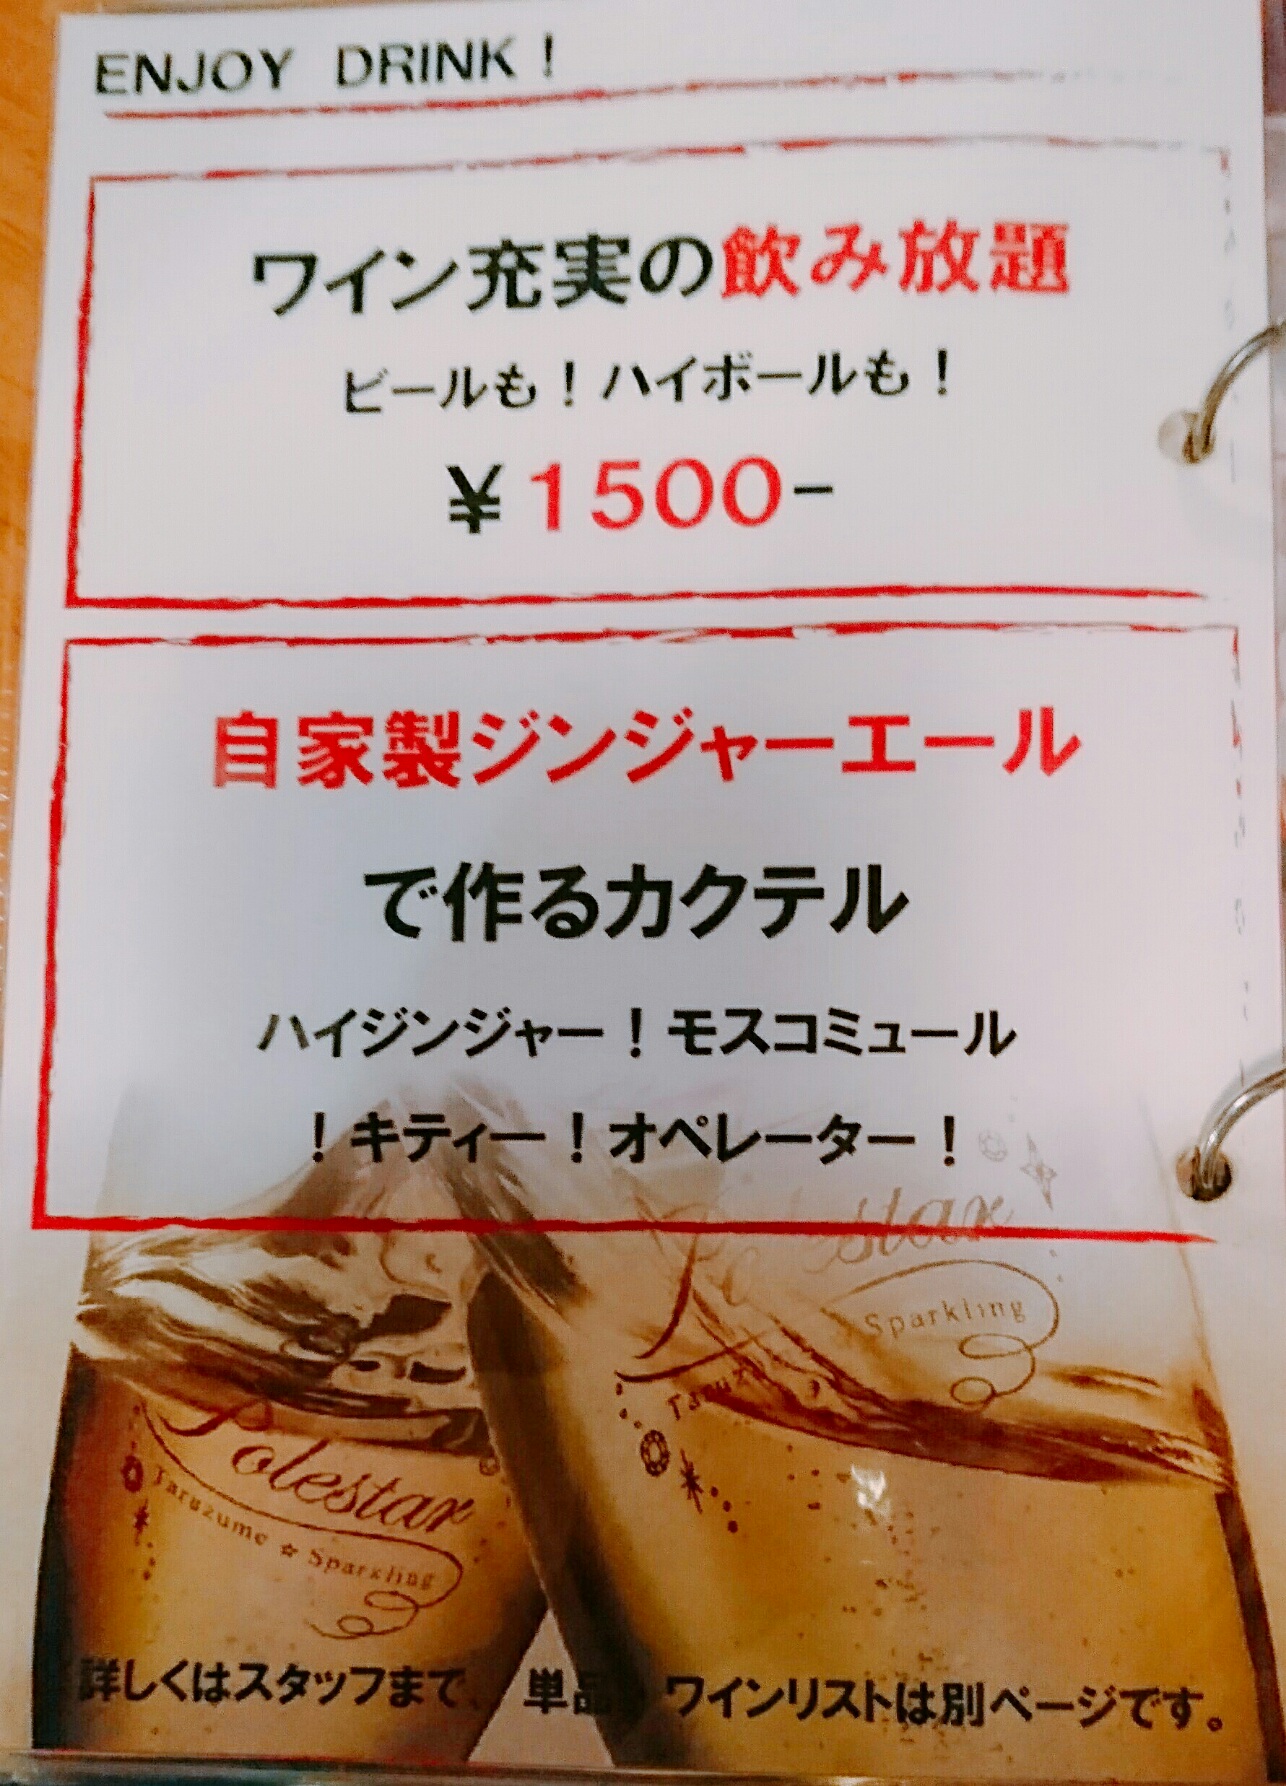 ENJOY DRINK！
ワイン充実の飲み放題
ビールも！ハイボールも！
￥1500-
自家製ジンジャーエール
で作るカクテル
ハイジンジャー！モスコミュール
！キティー！オペレーター！
Sparkling
Polestar
Taruzume ☆ Sparkling
詳しくはスタッフまで、単品 ワインリストは別ページです。